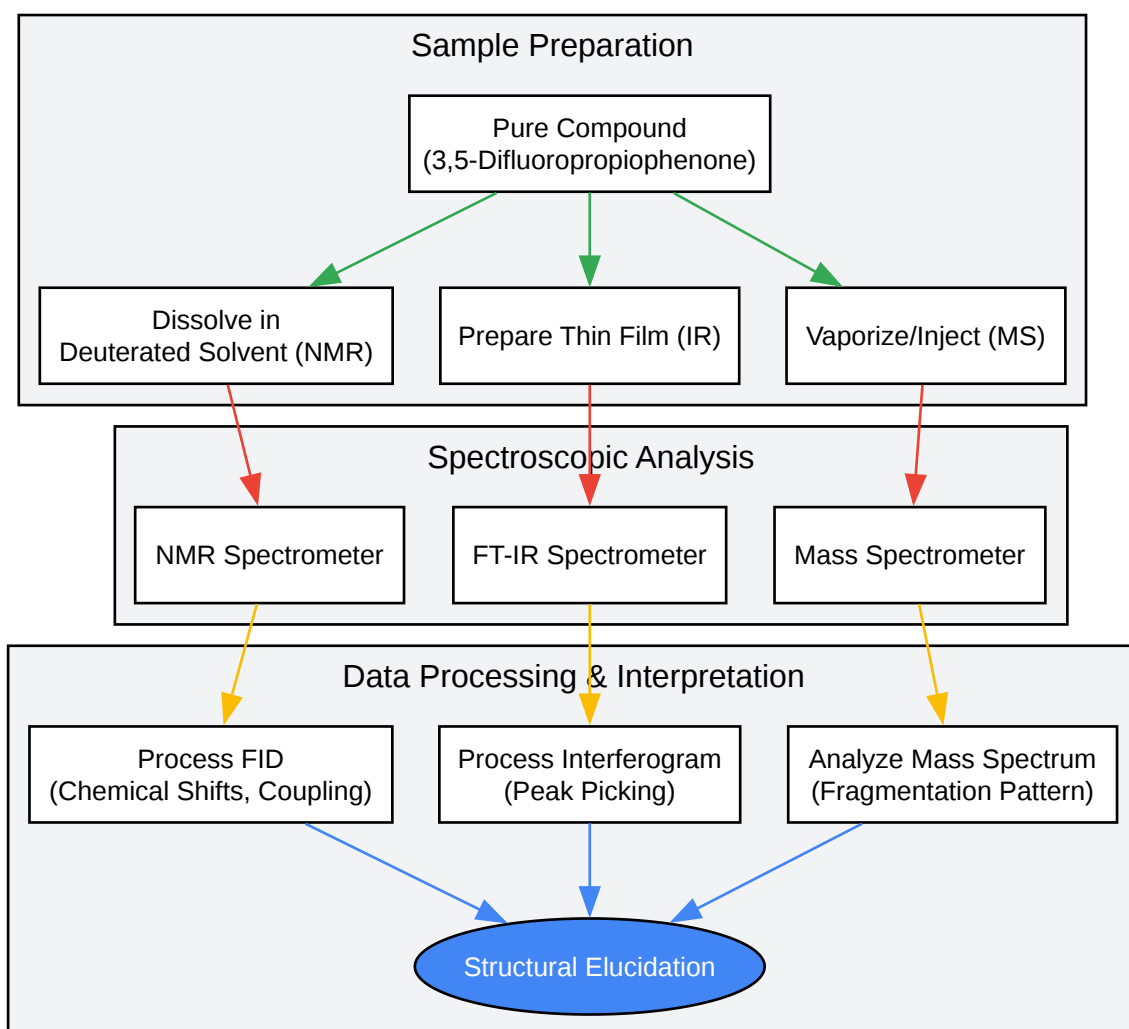 Sample Preparation
Pure Compound
(3,5-Difluoropropiophenone)
Dissolve in
Deuterated Solvent (NMR)
Prepare Thin Film (IR)
Vaporize/Inject (MS)
Spectroscopic Analysis
NMR Spectrometer
FT-IR Spectrometer
Mass Spectrometer
Data Processing & Interpretation
Process FID
(Chemical Shifts, Coupling)
Process Interferogram
(Peak Picking)
Analyze Mass Spectrum
(Fragmentation Pattern)
Structural Elucidation